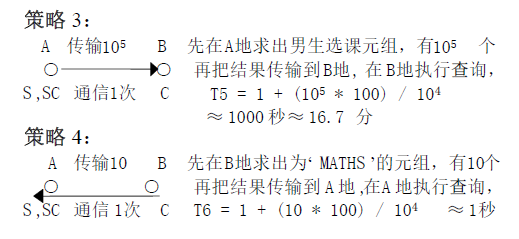 策略 3：
A 传输10⁵ B 先在A地求出男生选课元组，有10⁵ 个
再把结果传输到B地，在B地执行查询，
S,SC 通信1次 C T5 = 1 + (10⁵ * 100) / 10⁴
≈ 1000 秒≈ 16.7 分
策略 4：
A 传输10 B 先在B地求出为‘ MATHS ’的元组，有10个
再把结果传输到 A 地,在A 地执行查询，
S,SC 通信 1次 C T6 = 1 + (10 * 100) / 10⁴ ≈ 1秒